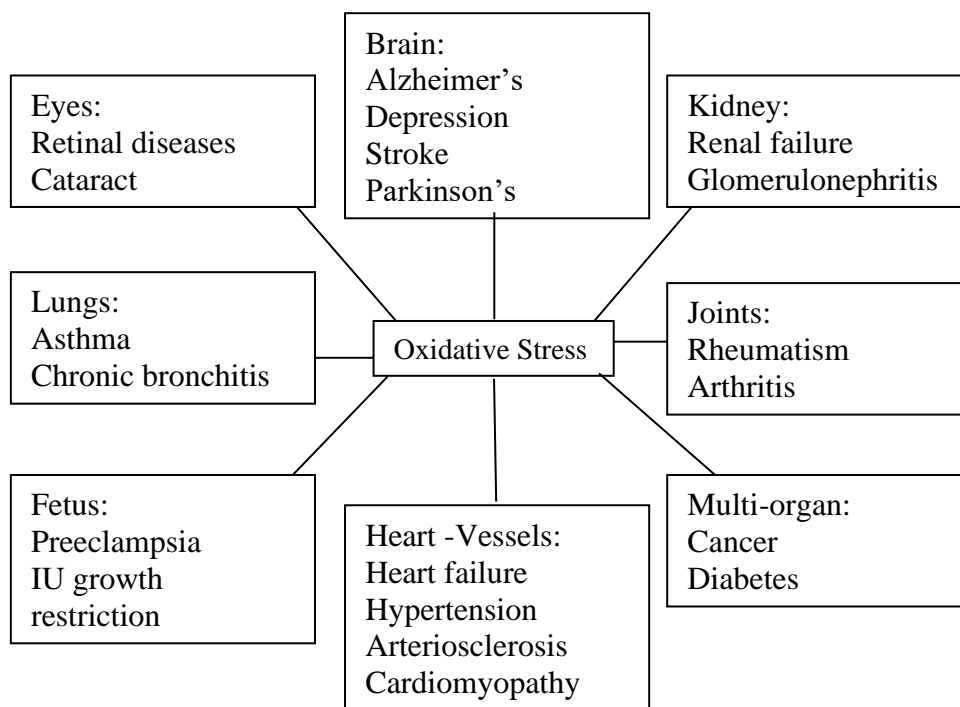 Brain:
Alzheimer’s
Depression
Stroke
Parkinson’s
Eyes:
Retinal diseases
Cataract
Kidney:
Renal failure
Glomerulonephritis
Lungs:
Asthma
Chronic bronchitis
Oxidative Stress
Joints:
Rheumatism
Arthritis
Fetus:
Preeclampsia
IU growth
restriction
Heart -Vessels:
Heart failure
Hypertension
Arteriosclerosis
Cardiomyopathy
Multi-organ:
Cancer
Diabetes